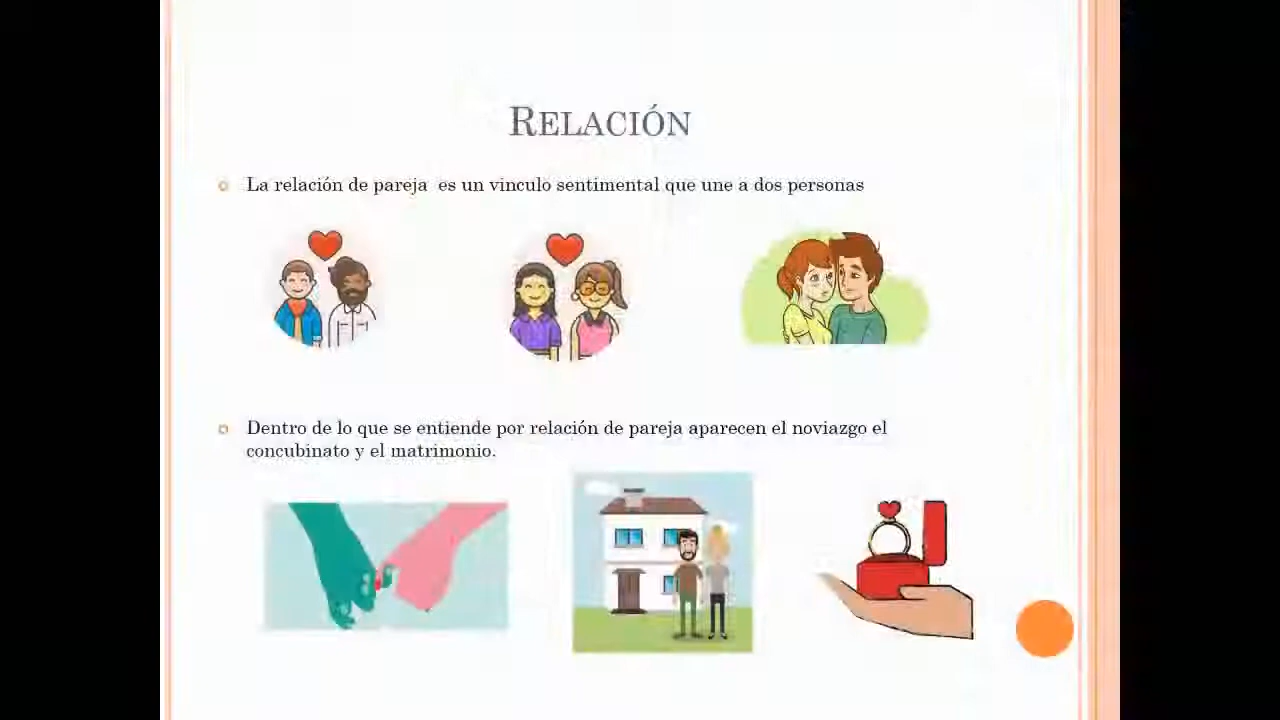 RELACIÓN
La relación de pareja es un vinculo sentimental que une a dos personas
Dentro de lo que se entiende por relación de pareja aparecen el noviazgo el
concubinato y el matrimonio.